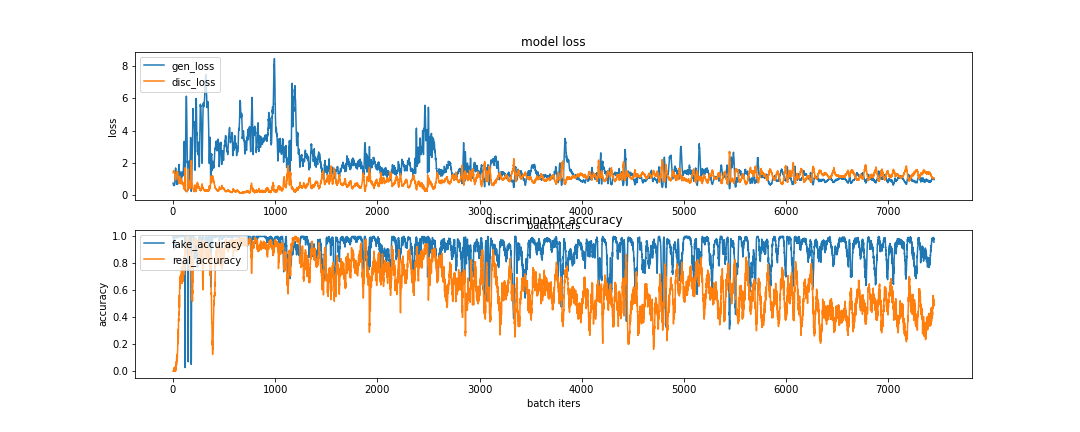 model loss
gen_loss
disc_loss
loss
8
6
4
2
0
0 1000 2000 3000 4000 5000 6000 7000
batch iters
discriminator accuracy
fake_accuracy
real_accuracy
accuracy
1.0
0.8
0.6
0.4
0.2
0.0
0 1000 2000 3000 4000 5000 6000 7000
batch iters